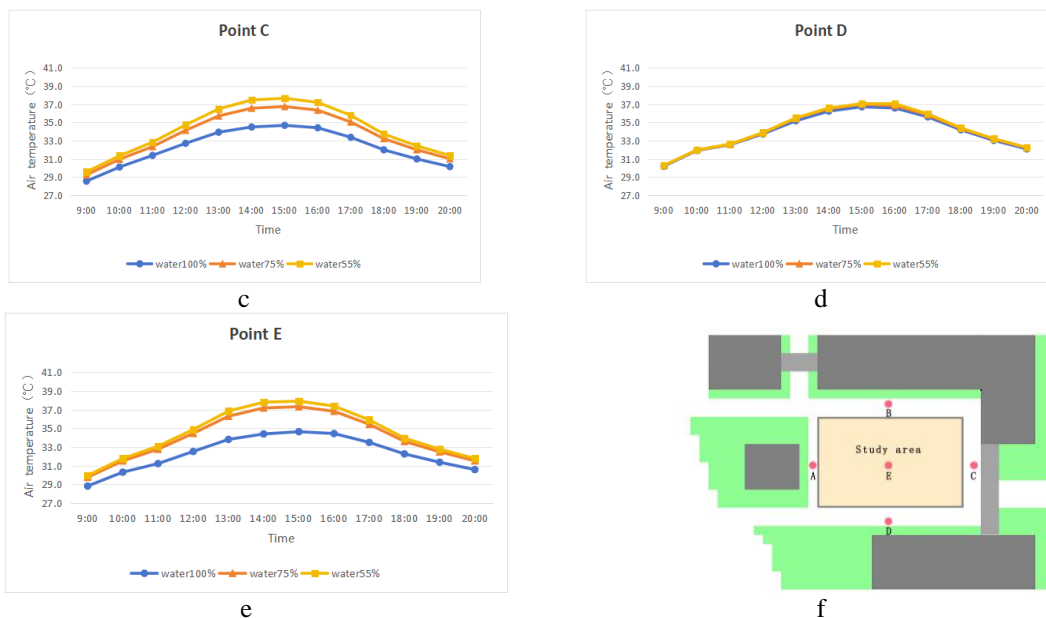 Point C
Air temperature (℃)
41.0
39.0
37.0
35.0
33.0
31.0
29.0
27.0
9:00 10:00 11:00 12:00 13:00 14:00 15:00 16:00 17:00 18:00 19:00 20:00
Time
water100% water75% water55%
c
Point D
Air temperature (℃)
41.0
39.0
37.0
35.0
33.0
31.0
29.0
27.0
9:00 10:00 11:00 12:00 13:00 14:00 15:00 16:00 17:00 18:00 19:00 20:00
Time
water100% water75% water55%
d
Point E
Air temperature (℃)
41.0
39.0
37.0
35.0
33.0
31.0
29.0
27.0
9:00 10:00 11:00 12:00 13:00 14:00 15:00 16:00 17:00 18:00 19:00 20:00
Time
water100% water75% water55%
e
B
Study area
A E C
D
f